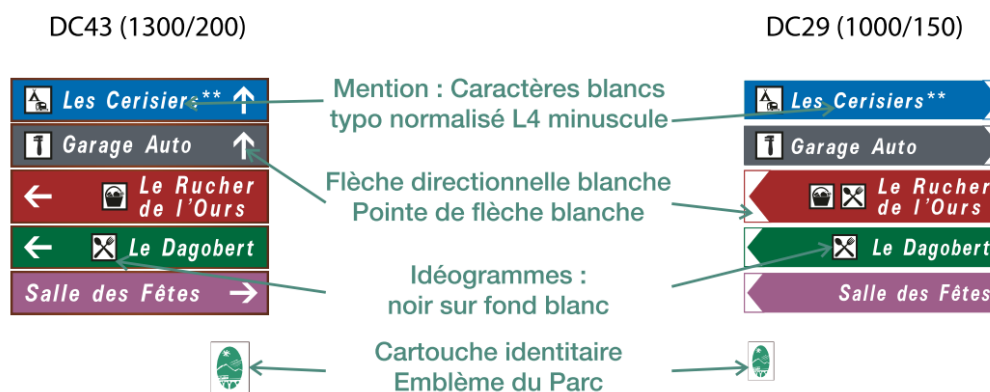 DC43 (1300/200)
DC29 (1000/150)
Les Cerisiers**
Garage Auto
Le Rucher
de l'Ours
Le Dagobert
Salle des Fêtes
Mention : Caractères blancs
typo normalisé L4 minuscule
Flèche directionnelle blanche
Pointe de flèche blanche
Idéogrammes :
noir sur fond blanc
Cartouche identitaire
Emblème du Parc
Les Cerisiers**
Garage Auto
Le Rucher
de l'Ours
Le Dagobert
Salle des Fêtes